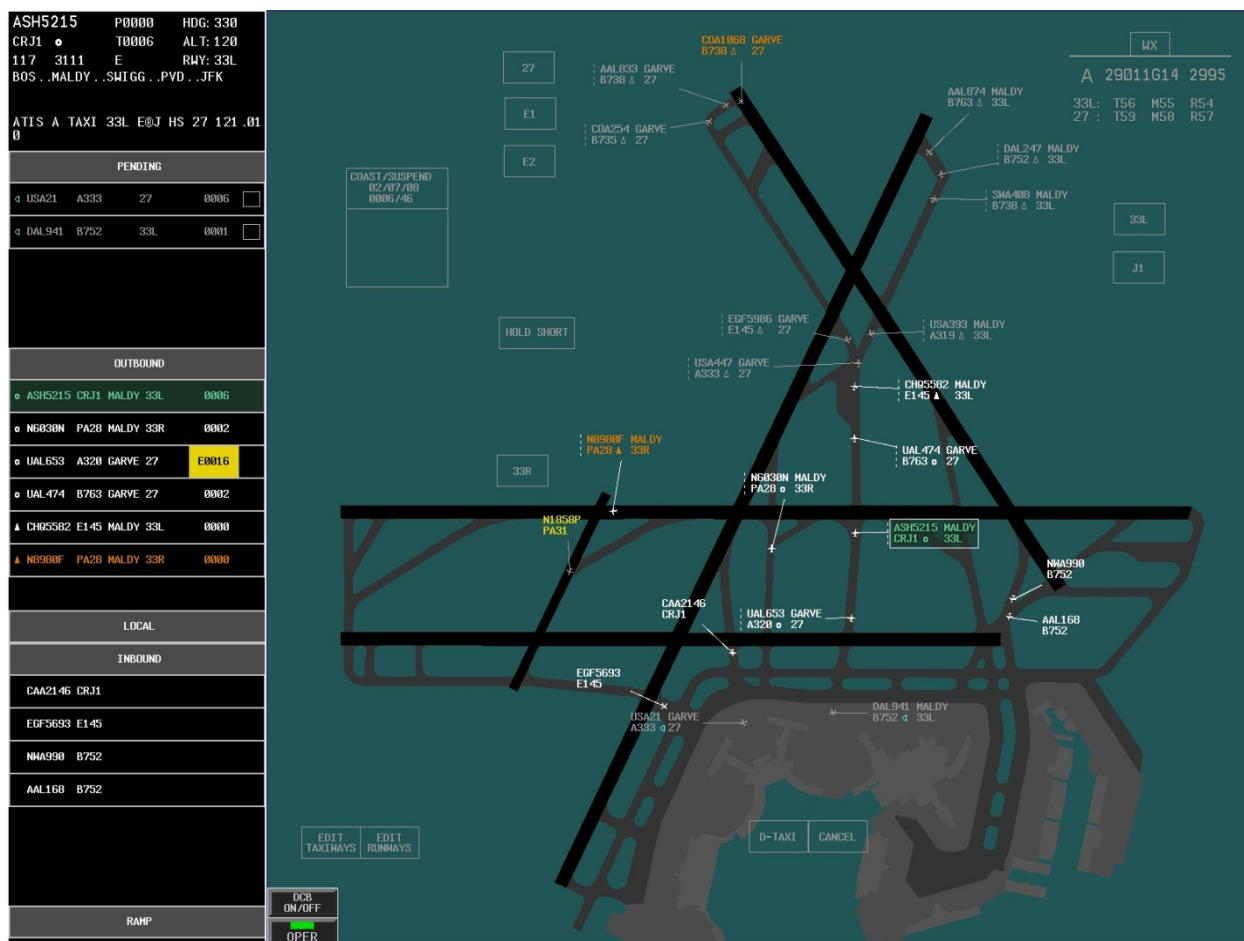 ASH5215 P0000 HDG: 330
CRJ1 T0006 ALT: 120
117 3111 E RWY: 33L
BOS..MALDY..SWIGG..PVD..JFK
ATIS A TAXI 33L E®J HS 27 121.01
0
PENDING
USA21 A333 27 0006
DAL941 B752 33L 0001
OUTBOUND
ASH5215 CRJ1 MALDY 33L 0006
N6030N PA28 MALDY 33R 0002
UAL653 A320 GARVE 27 E0016
UAL474 B763 GARVE 27 0002
CHQ5582 E145 MALDY 33L 0000
N8980F PA28 MALDY 33R 0000
LOCAL
INBOUND
CAA2146 CRJ1
EGF5693 E145
NWA990 B752
AAL168 B752
RAMP
COA1068 GARVE
B738 27
WX
A 29011G14 2995
33L: T56 M55 R54
27 : T59 M58 R57
27
E1
E2
AAL833 GARVE
B738 27
COA254 GARVE
B735 27
AAL874 MALDY
B763 33L
DAL247 MALDY
B752 33L
SWA408 MALDY
B738 33L
COAST/SUSPEND
02/07/08
0006/46
33L
J1
HOLD SHORT
EGF5986 GARVE
E145 27
USA393 MALDY
A319 33L
USA447 GARVE
A333 27
CHQ5582 MALDY
E145 33L
N8980F MALDY
PA28 33R
UAL474 GARVE
B763 27
33R
N6030N MALDY
PA28 33R
N1858P
PA31
ASH5215 MALDY
CRJ1 33L
NWA990
B752
CAA2146
CRJ1
UAL653 GARVE
A320 27
AAL168
B752
EGF5693
E145
USA21 GARVE
A333 27
DAL941 MALDY
B752 33L
EDIT TAXIWAYS
EDIT RUNWAYS
D-TAXI
CANCEL
DCB
ON/OFF
OPER